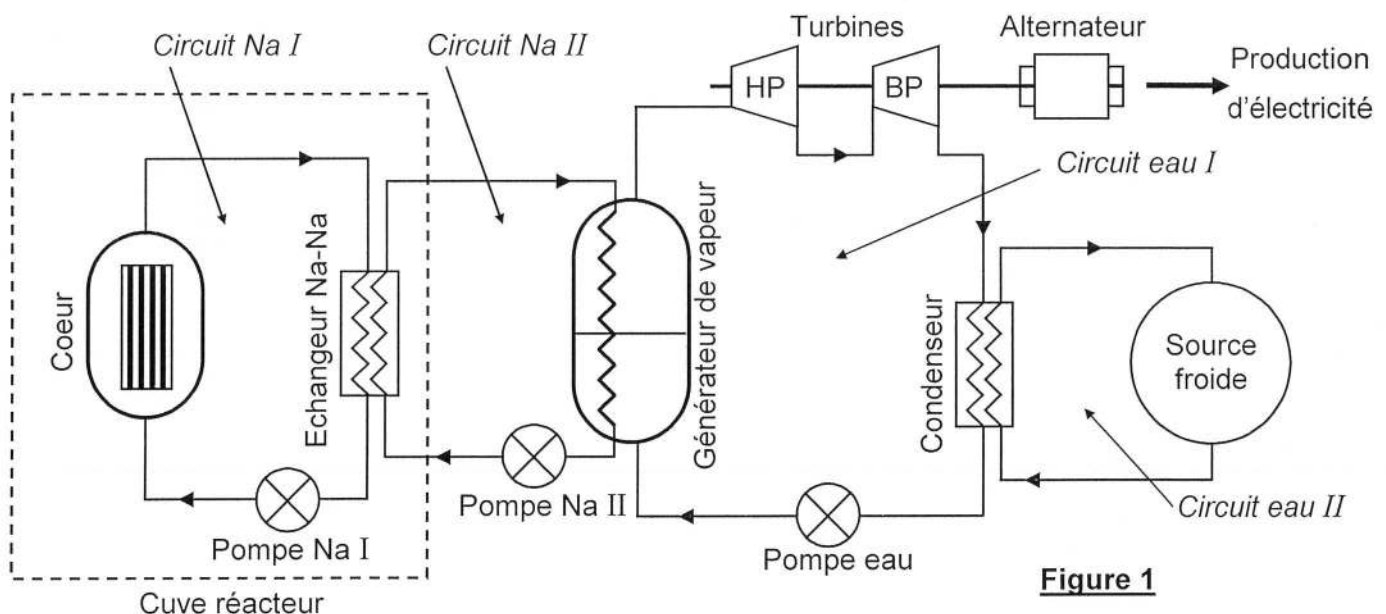 Circuit Na I
Circuit Na II
Turbines
Alternateur
HP
BP
Production
d'électricité
Circuit eau I
Coeur
Echangeur Na-Na
Générateur de vapeur
Condenseur
Source
froide
Pompe Na I
Pompe Na II
Pompe eau
Circuit eau II
Cuve réacteur
Figure 1